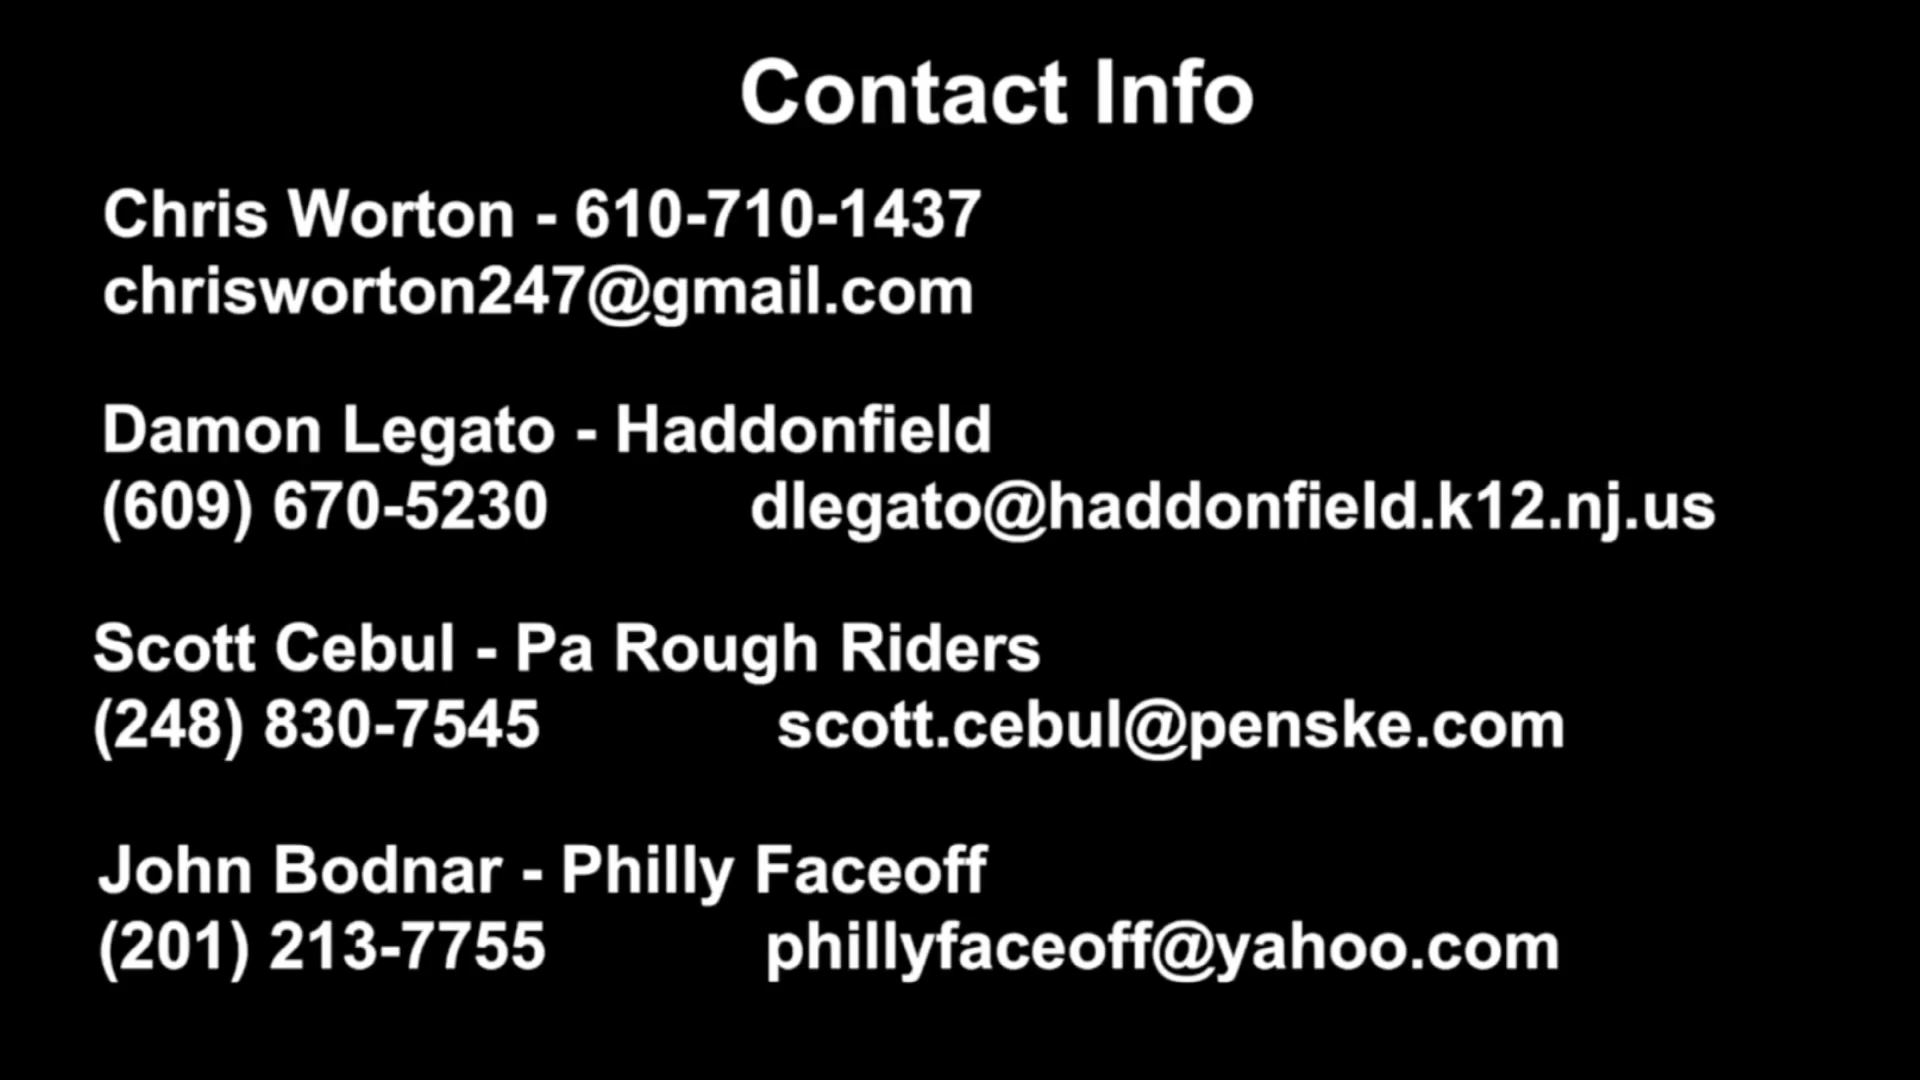 Contact Info
Chris Worton - 610-710-1437
chrisworton247@gmail.com
Damon Legato - Haddonfield
(609) 670-5230 dlegato@haddonfield.k12.nj.us
Scott Cebul - Pa Rough Riders
(248) 830-7545 scott.cebul@penske.com
John Bodnar - Philly Faceoff
(201) 213-7755 phillyfaceoff@yahoo.com